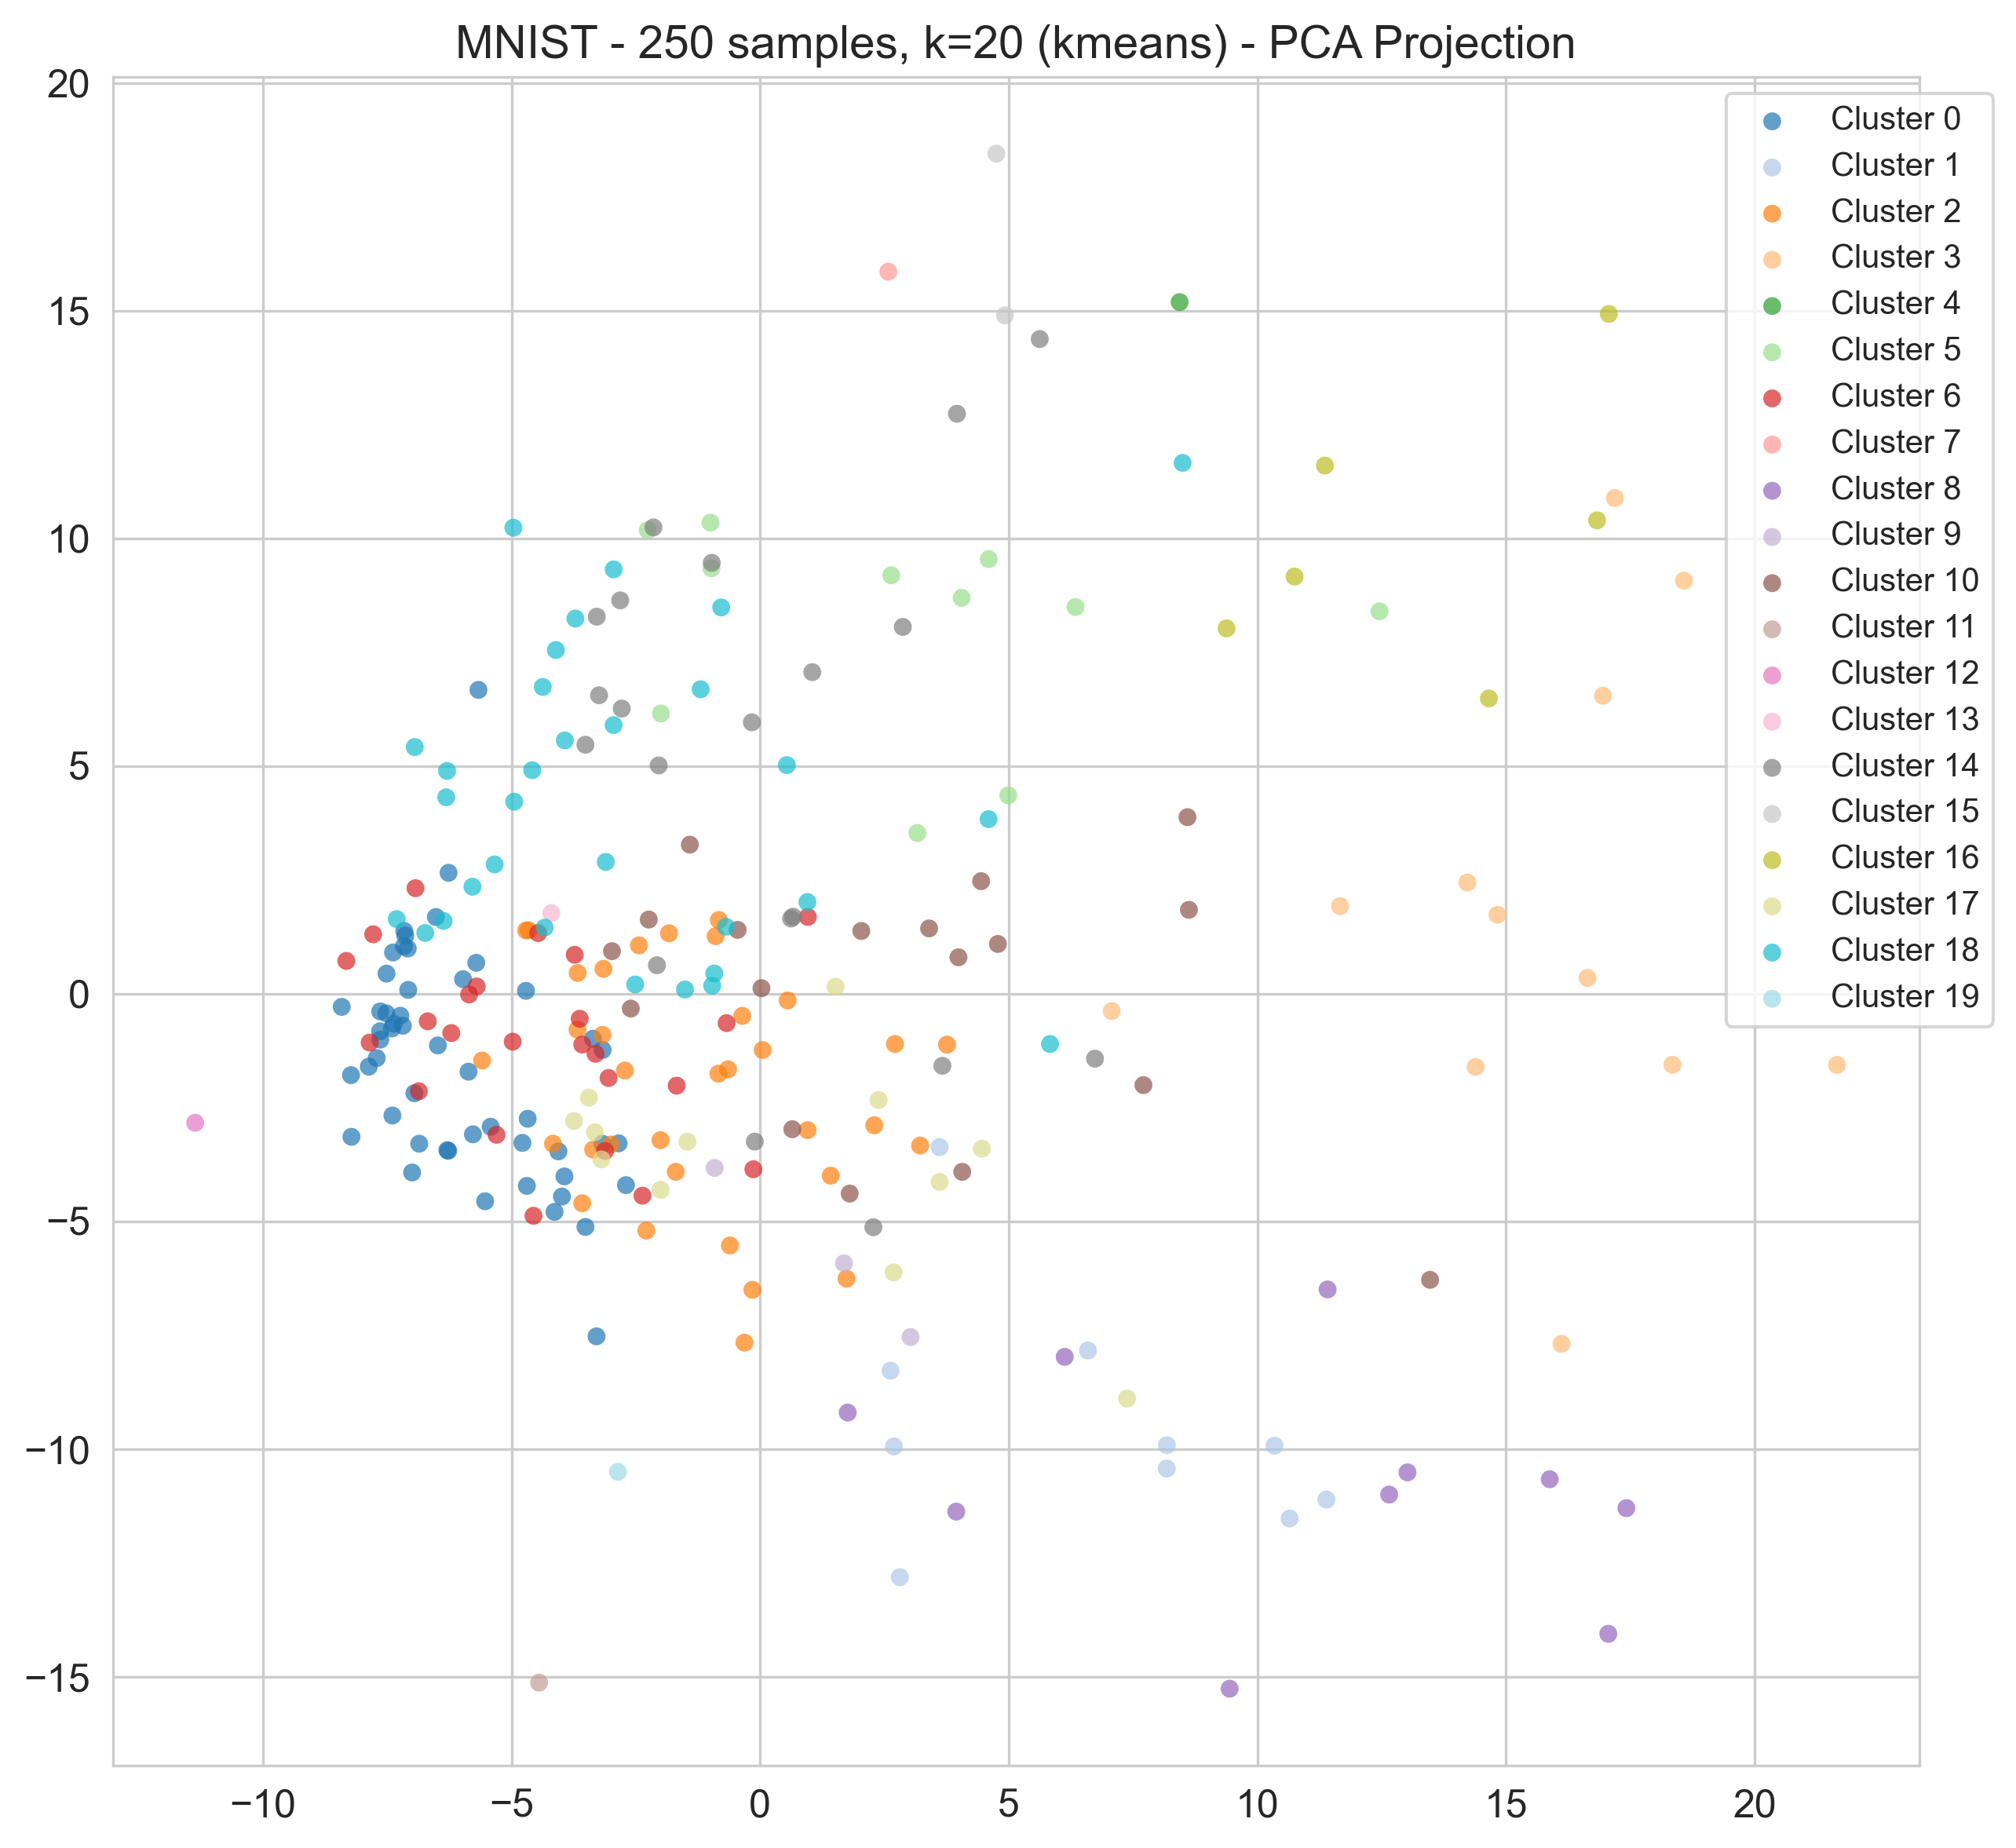 MNIST - 250 samples, k=20 (kmeans) - PCA Projection
20
15
10
5
0
−5
−10
−15
−10
−5
0
5
10
15
20
Cluster 0
Cluster 1
Cluster 2
Cluster 3
Cluster 4
Cluster 5
Cluster 6
Cluster 7
Cluster 8
Cluster 9
Cluster 10
Cluster 11
Cluster 12
Cluster 13
Cluster 14
Cluster 15
Cluster 16
Cluster 17
Cluster 18
Cluster 19